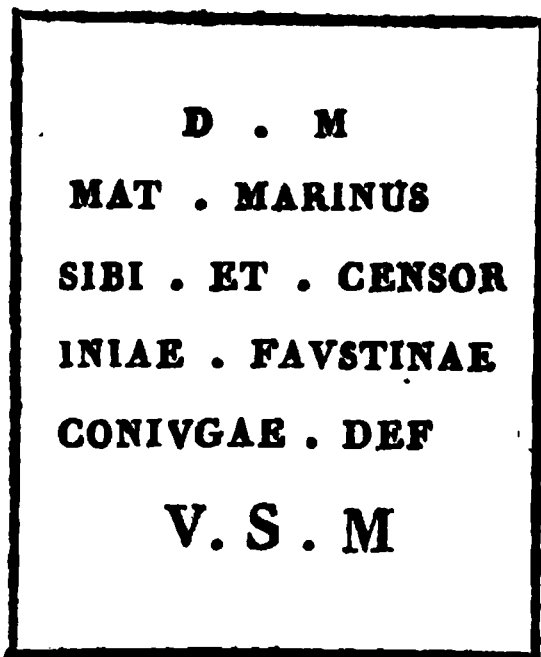 D . M
MAT . MARINUS
SIBI . ET . CENSOR
INIAE . FAVSTINAE
CONIVGAE . DEF
V. S . M